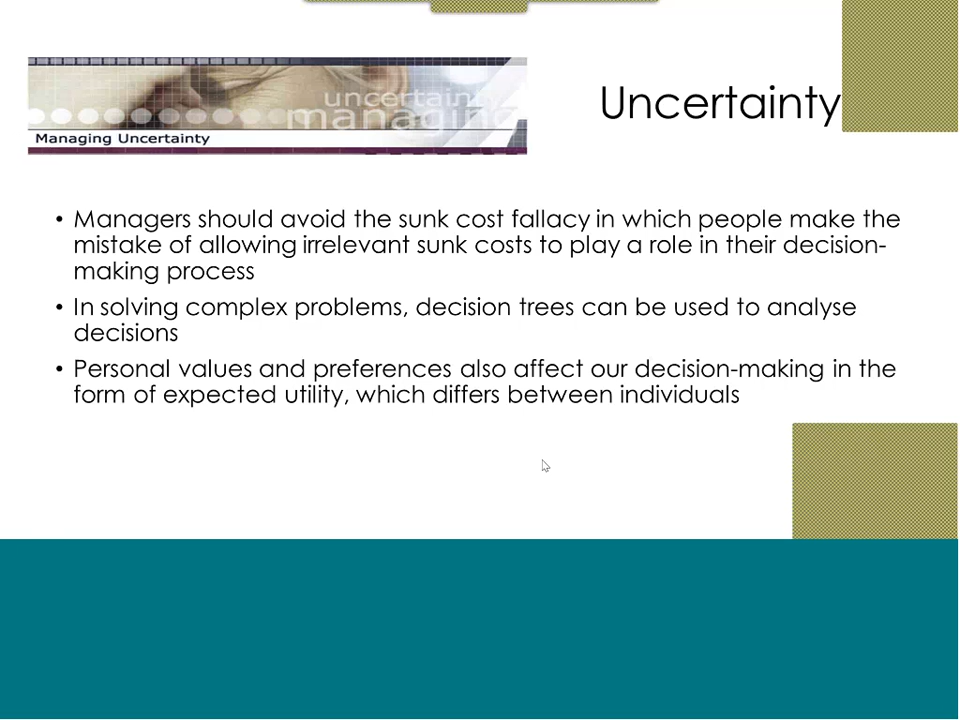 uncertainty
managing
Managing Uncertainty
Uncertainty
• Managers should avoid the sunk cost fallacy in which people make the
mistake of allowing irrelevant sunk costs to play a role in their decision-
making process
• In solving complex problems, decision trees can be used to analyse
decisions
• Personal values and preferences also affect our decision-making in the
form of expected utility, which differs between individuals